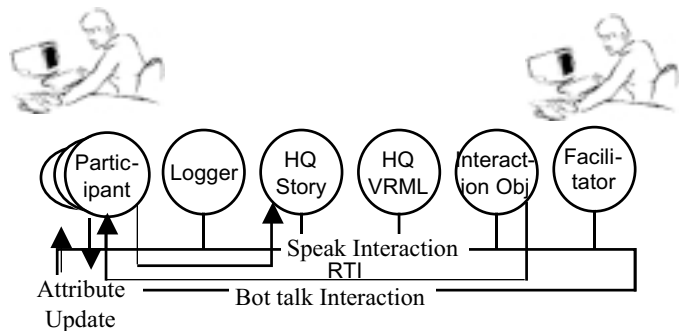 Partic-
ipant
Logger
HQ
Story
HQ
VRML
Interact-
ion Obj
Facili-
tator
Speak Interaction
RTI
Attribute
Update
Bot talk Interaction